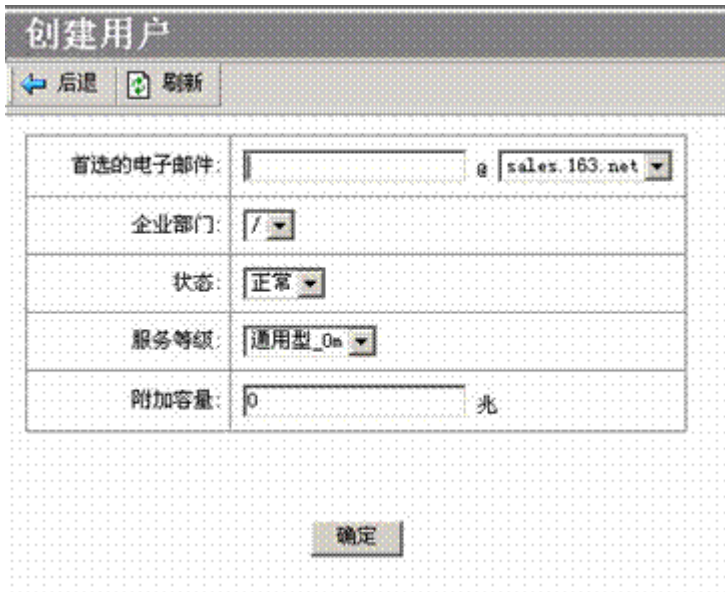 创建用户
后退 刷新
首选的电子邮件: @ sales.163.net
企业部门: /
状态: 正常
服务等级: 通用型_0m
附加容量: 0 兆
确定